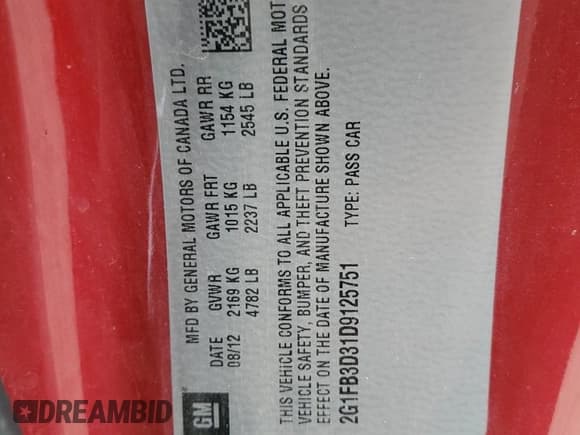 MFD BY GENERAL MOTORS OF CANADA LTD.
DATE GVWR GAWR FRT GAWR RR
08/12 2169 KG 1015 KG 1154 KG
4782 LB 2237 LB 2545 LB
THIS VEHICLE CONFORMS TO ALL APPLICABLE U.S. FEDERAL MOT
VEHICLE SAFETY, BUMPER, AND THEFT PREVENTION STANDARDS
EFFECT ON THE DATE OF MANUFACTURE SHOWN ABOVE.
2G1FB3D31D9125751 TYPE: PASS CAR
GM
DREAMBID